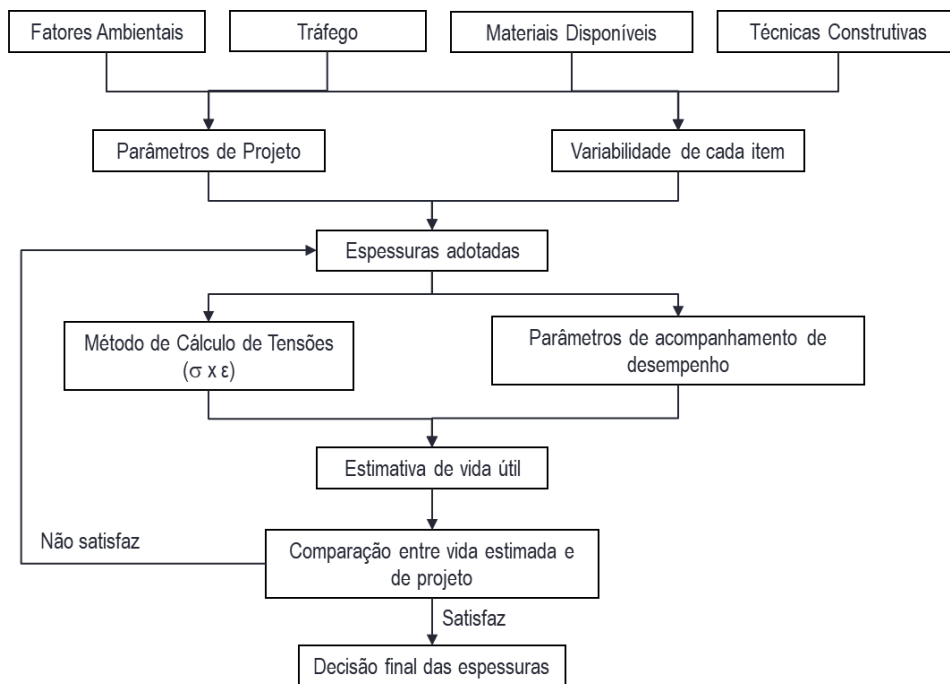 Fatores Ambientais
Tráfego
Materiais Disponíveis
Técnicas Construtivas
Parâmetros de Projeto
Variabilidade de cada item
Espessuras adotadas
Método de Cálculo de Tensões
(σ x ε)
Parâmetros de acompanhamento de
desempenho
Estimativa de vida útil
Não satisfaz
Comparação entre vida estimada e
de projeto
Satisfaz
Decisão final das espessuras